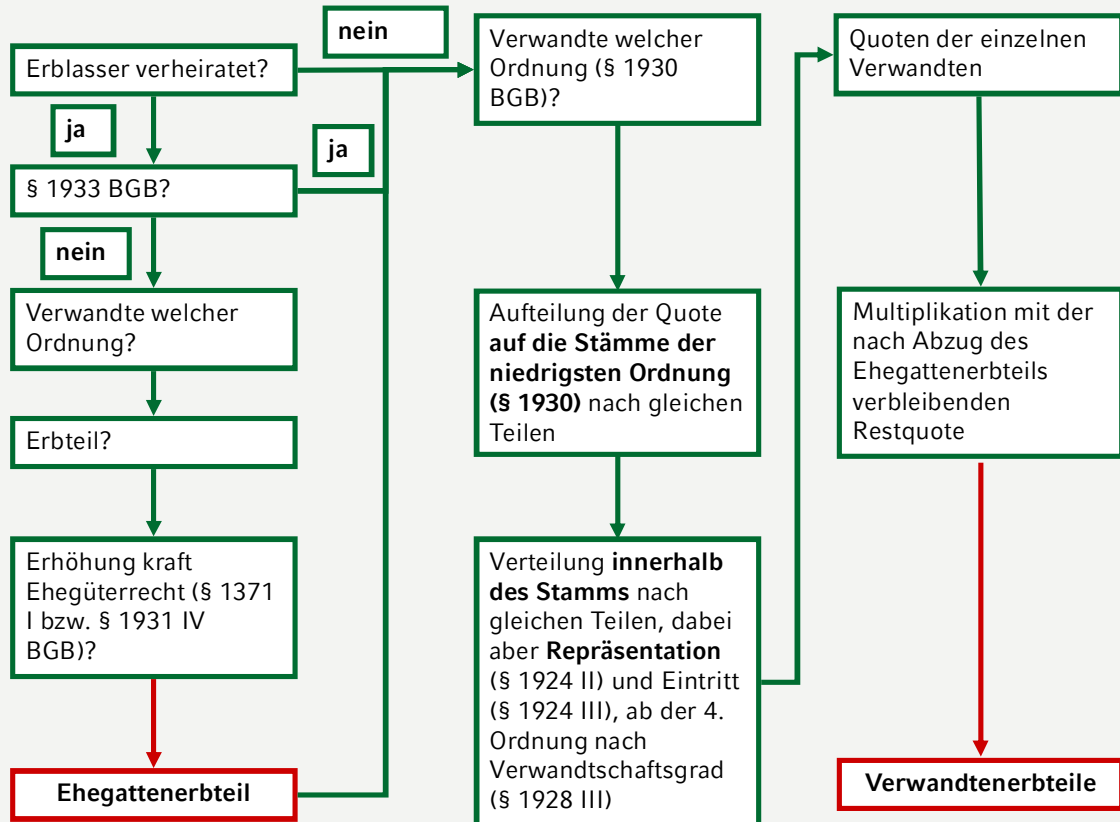 Erblasser verheiratet?
nein
ja
§ 1933 BGB?
ja
nein
Verwandte welcher
Ordnung?
Erbteil?
Erhöhung kraft
Ehegüterrecht (§ 1371
I bzw. § 1931 IV
BGB)?
Ehegattenerbteil
Verwandte welcher
Ordnung (§ 1930
BGB)?
Aufteilung der Quote
auf die Stämme der
niedrigsten Ordnung
(§ 1930) nach gleichen
Teilen
Verteilung innerhalb
des Stamms nach
gleichen Teilen, dabei
aber Repräsentation
(§ 1924 II) und Eintritt
(§ 1924 III), ab der 4.
Ordnung nach
Verwandtschaftsgrad
(§ 1928 III)
Quoten der einzelnen
Verwandten
Multiplikation mit der
nach Abzug des
Ehegattenerbteils
verbleibenden
Restquote
Verwandtenerbteile